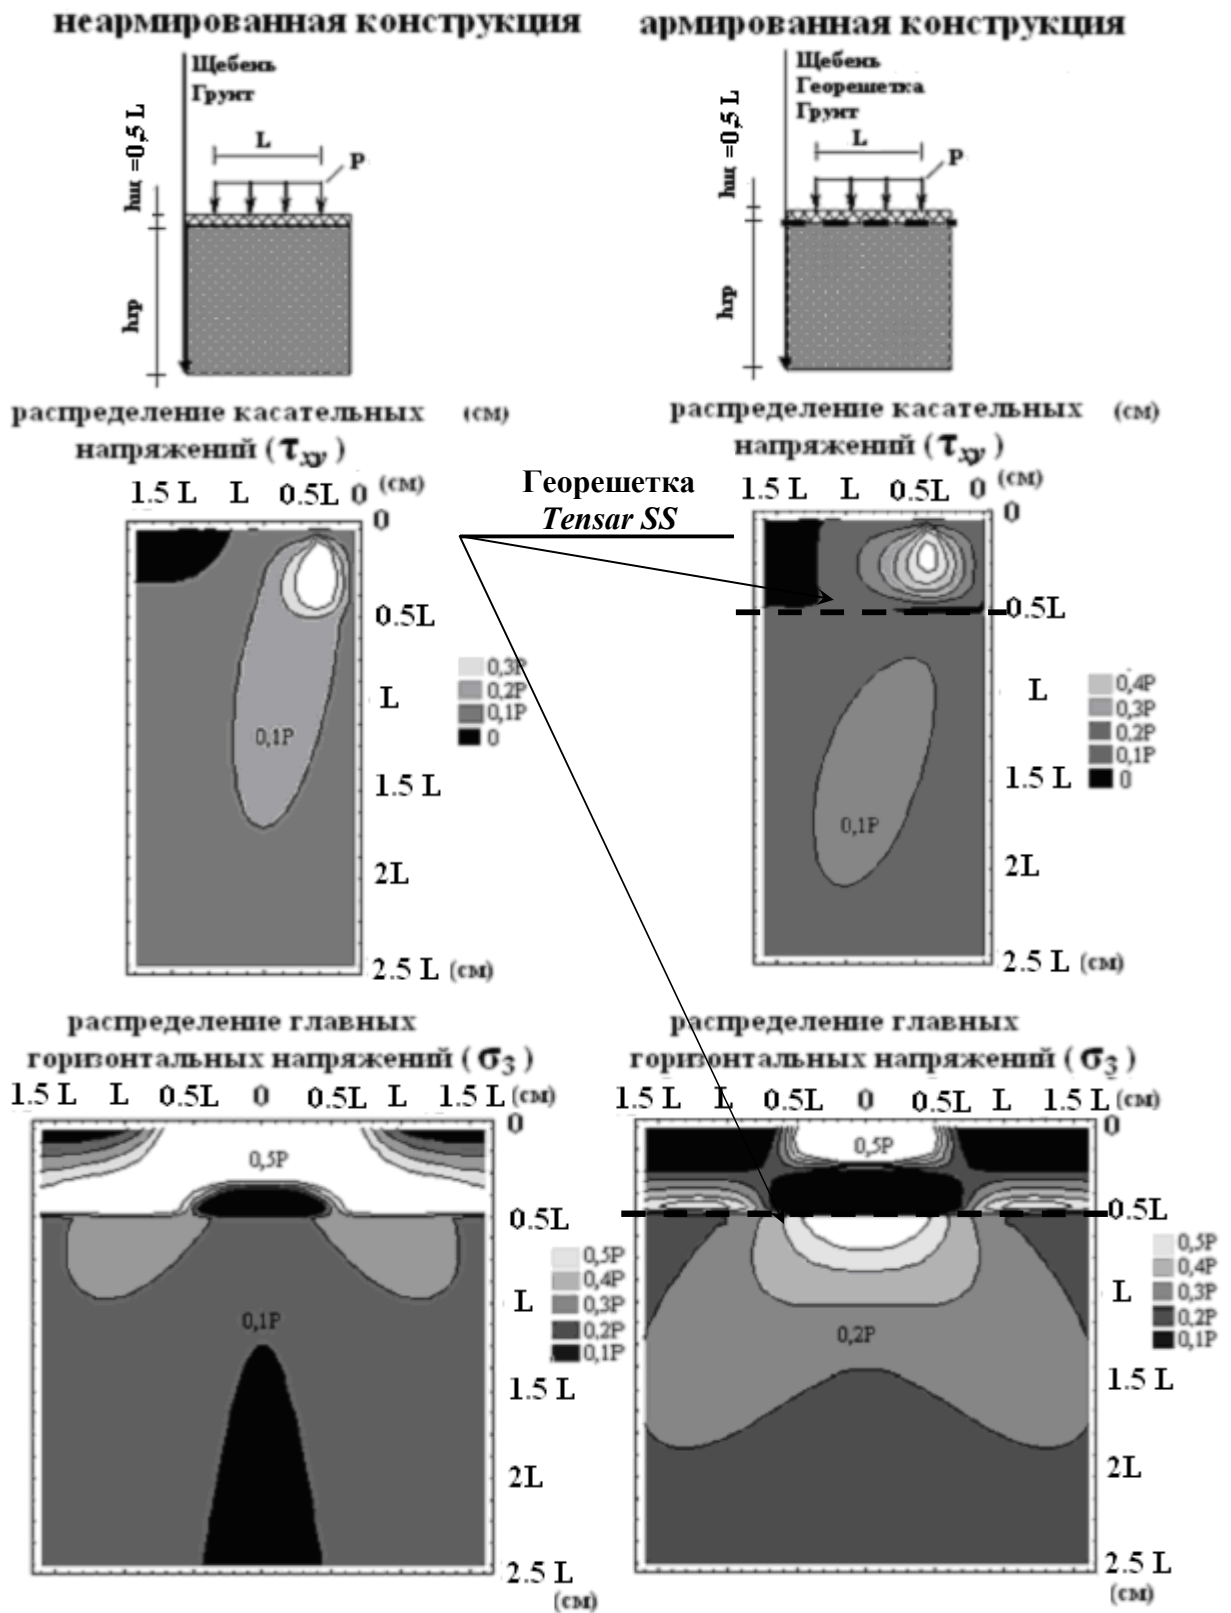 неармированная конструкция
Щебень
Грунт
hщ =0,5 L
L
P
hгр
армированная конструкция
Щебень
Георешетка
Грунт
hщ =0,5 L
L
P
hгр
распределение касательных (см)
напряжений ( τxy )
1.5 L L 0.5L 0 (см)
0
0.5L
L
1.5 L
2L
2.5 L (см)
0,1P
0,3P
0,2P
0,1P
0
Георешетка
Tensar SS
распределение касательных (см)
напряжений ( τxy )
1.5 L L 0.5L 0 (см)
0
0.5L
L
1.5 L
2L
2.5 L (см)
0,1P
0,4P
0,3P
0.2P
0,1P
0
распределение главных
горизонтальных напряжений ( σ3 )
1.5 L L 0.5L 0 0.5L L 1.5 L (см)
0
0,5P
0.5L
L
0,1P
1.5 L
2L
2.5 L
(см)
0,5P
0,4P
0,3P
0,2P
0,1P
распределение главных
горизонтальных напряжений ( σ3 )
1.5 L L 0.5L 0 0.5L L 1.5 L (см)
0
0,5P
0.5L
L
0,2P
1.5 L
2L
2.5 L
(см)
0,5P
0,4P
0,3P
0,2P
0,1P